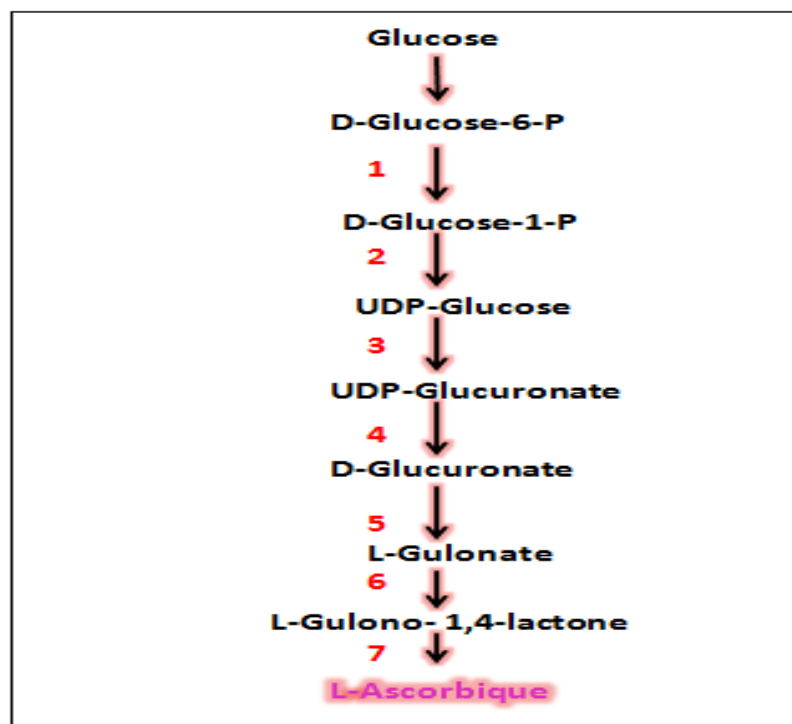 Glucose
D-Glucose-6-P
1
D-Glucose-1-P
2
UDP-Glucose
3
UDP-Glucuronate
4
D-Glucuronate
5
L-Gulonate
6
L-Gulono- 1,4-lactone
7
L-Ascorbique